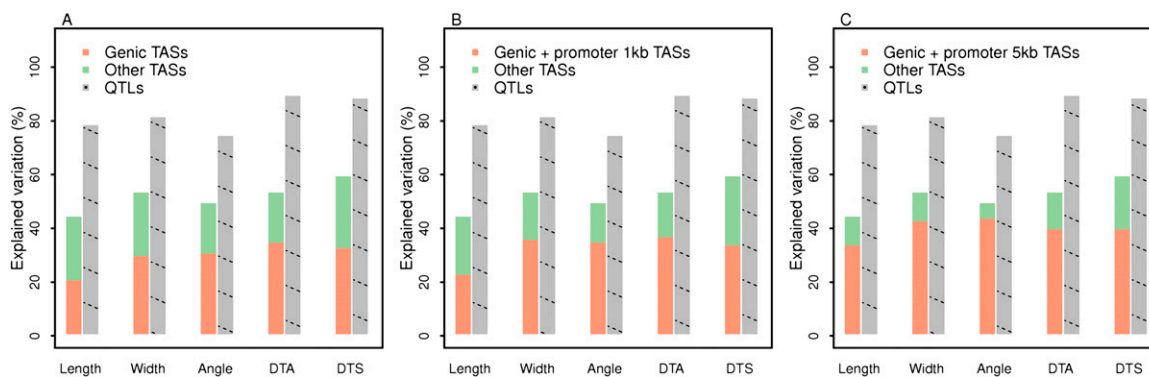 A
Genic TASs
Other TASs
QTLs
Explained variation (%)
0 20 40 60 80 100
Length Width Angle DTA DTS
B
Genic + promoter 1kb TASs
Other TASs
QTLs
Explained variation (%)
0 20 40 60 80 100
Length Width Angle DTA DTS
C
Genic + promoter 5kb TASs
Other TASs
QTLs
Explained variation (%)
0 20 40 60 80 100
Length Width Angle DTA DTS